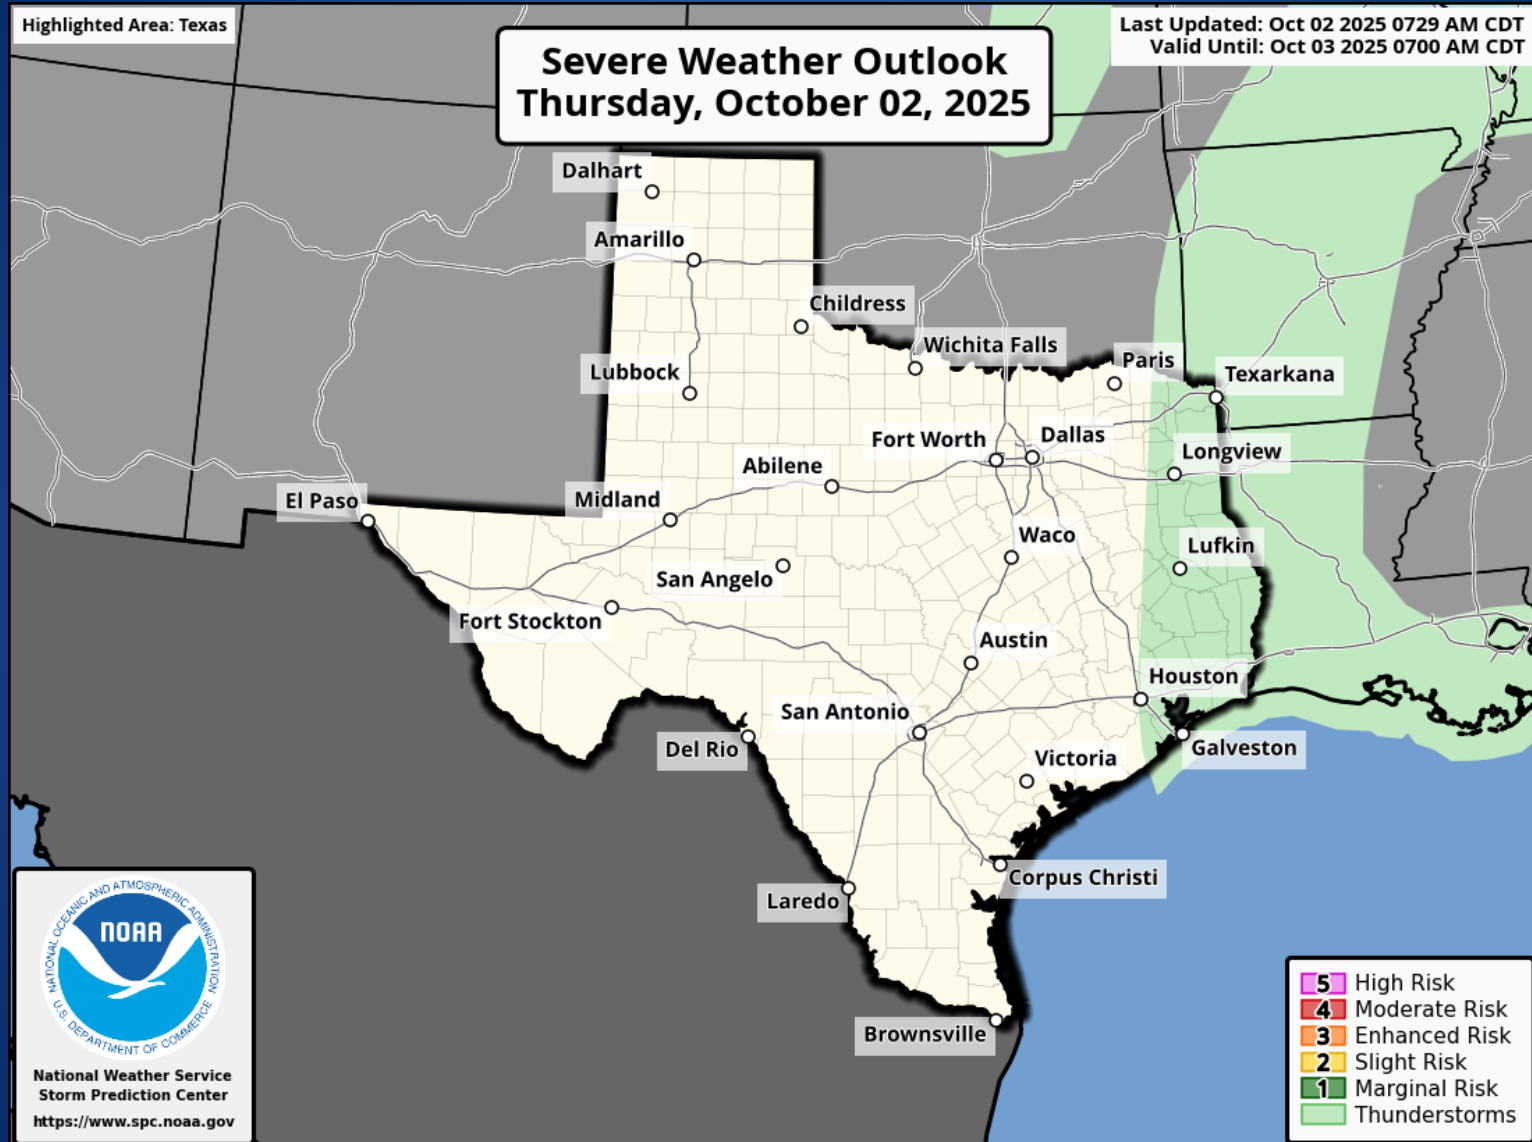 Highlighted Area: Texas
Severe Weather Outlook
Thursday, October 02, 2025
Last Updated: Oct 02 2025 0729 AM CDT
Valid Until: Oct 03 2025 0700 AM CDT
Dalhart
Amarillo
Childress
Wichita Falls
Paris
Lubbock
Texarkana
Fort Worth
Dallas
Longview
Abilene
El Paso
Midland
Waco
Lufkin
San Angelo
Fort Stockton
Austin
Houston
San Antonio
Del Rio
Galveston
Victoria
Corpus Christi
Laredo
Brownsville
NATIONAL OCEANIC AND ATMOSPHERIC ADMINISTRATION
NOAA
U.S. DEPARTMENT OF COMMERCE
National Weather Service
Storm Prediction Center
https://www.spc.noaa.gov
5 High Risk
4 Moderate Risk
3 Enhanced Risk
2 Slight Risk
1 Marginal Risk
Thunderstorms